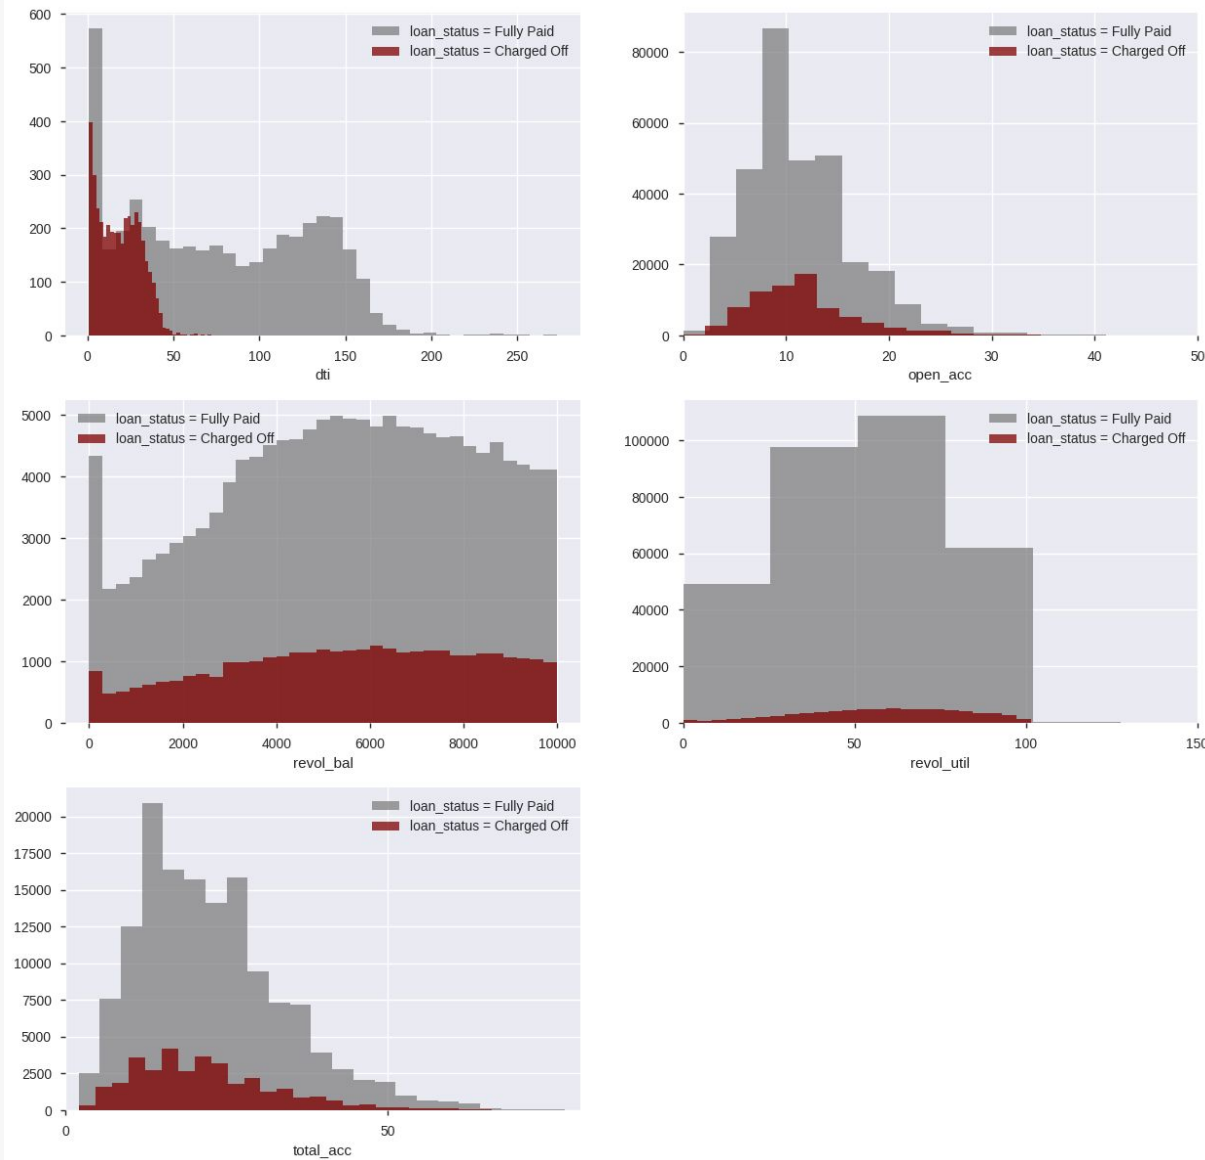 600
500
400
300
200
100
0
loan_status = Fully Paid
loan_status = Charged Off
0 50 100 150 200 250
dti
80000
60000
40000
20000
0
loan_status = Fully Paid
loan_status = Charged Off
0 10 20 30 40 50
open_acc
5000
4000
3000
2000
1000
0
loan_status = Fully Paid
loan_status = Charged Off
0 2000 4000 6000 8000 10000
revol_bal
100000
80000
60000
40000
20000
0
loan_status = Fully Paid
loan_status = Charged Off
0 50 100 150
revol_util
20000
17500
15000
12500
10000
7500
5000
2500
0
loan_status = Fully Paid
loan_status = Charged Off
0 50
total_acc